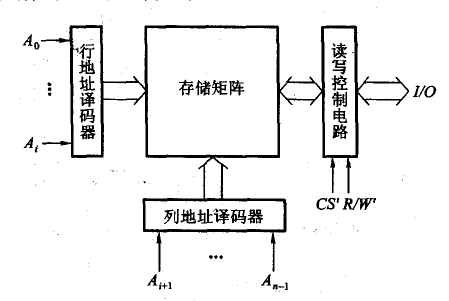 A₀
⋮
Aᵢ
行地址译码器
存储矩阵
读写控制电路
I/O
CS' R/W'
列地址译码器
Aᵢ₊₁
...
Aₙ₋₁